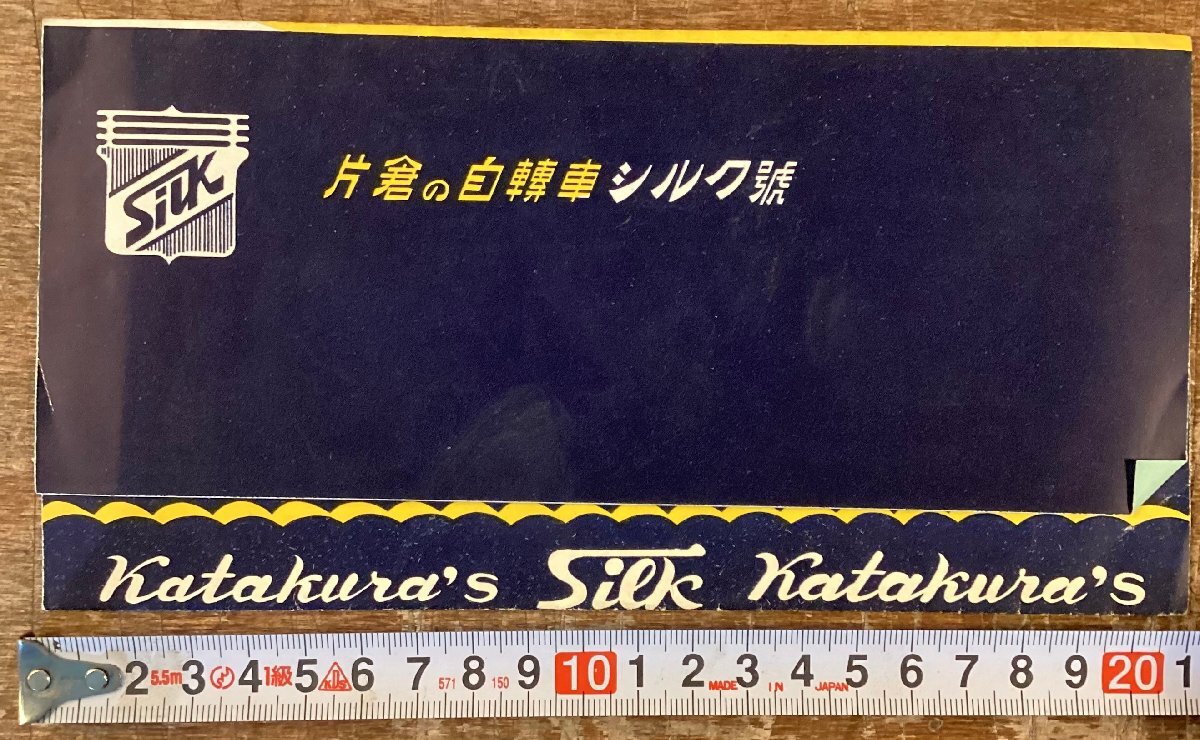 Silk
片倉の自轉車シルク號
Katakura's Silk Katakura's
2 5.5m 3 4 1級 5 KDS 6 7 571 8 150 9 10 1 2 MADE 3 IN 4 JAPAN 5 6 7 8 9 20 1